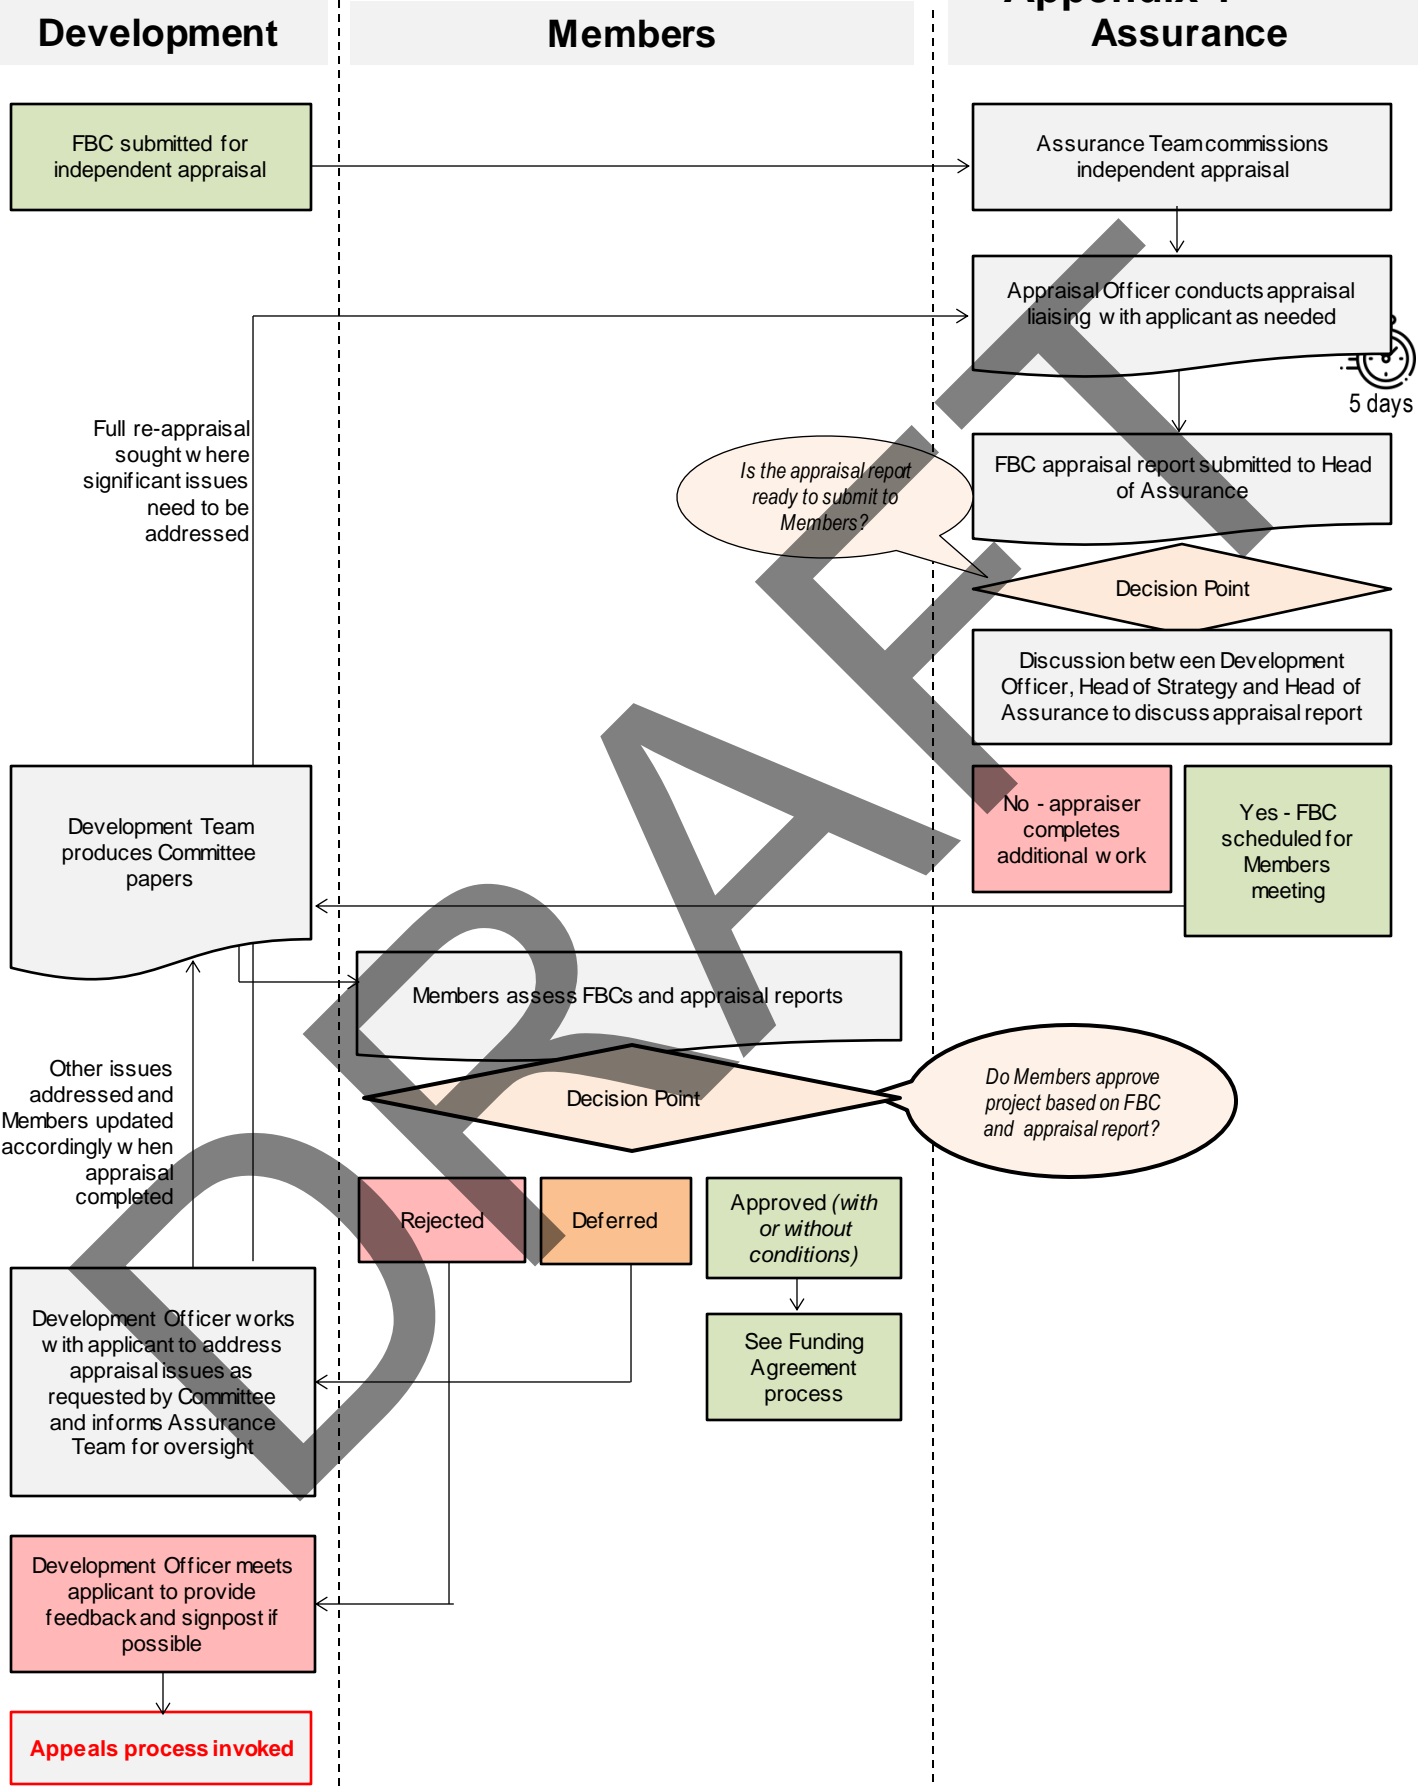 Development
Members
Assurance
FBC submitted for
independent appraisal
Assurance Team commissions
independent appraisal
Appraisal Officer conducts appraisal
liaising with applicant as needed
5 days
Full re-appraisal
sought where
significant issues
need to be
addressed
Is the appraisal report
ready to submit to
Members?
FBC appraisal report submitted to Head
of Assurance
Decision Point
Discussion between Development
Officer, Head of Strategy and Head of
Assurance to discuss appraisal report
No - appraiser
completes
additional work
Yes - FBC
scheduled for
Members
meeting
Development Team
produces Committee
papers
Members assess FBCs and appraisal reports
Decision Point
Do Members approve
project based on FBC
and appraisal report?
Other issues
addressed and
Members updated
accordingly when
appraisal
completed
Rejected
Deferred
Approved (with
or without
conditions)
See Funding
Agreement
process
Development Officer works
with applicant to address
appraisal issues as
requested by Committee
and informs Assurance
Team for oversight
Development Officer meets
applicant to provide
feedback and signpost if
possible
Appeals process invoked
DRAFT